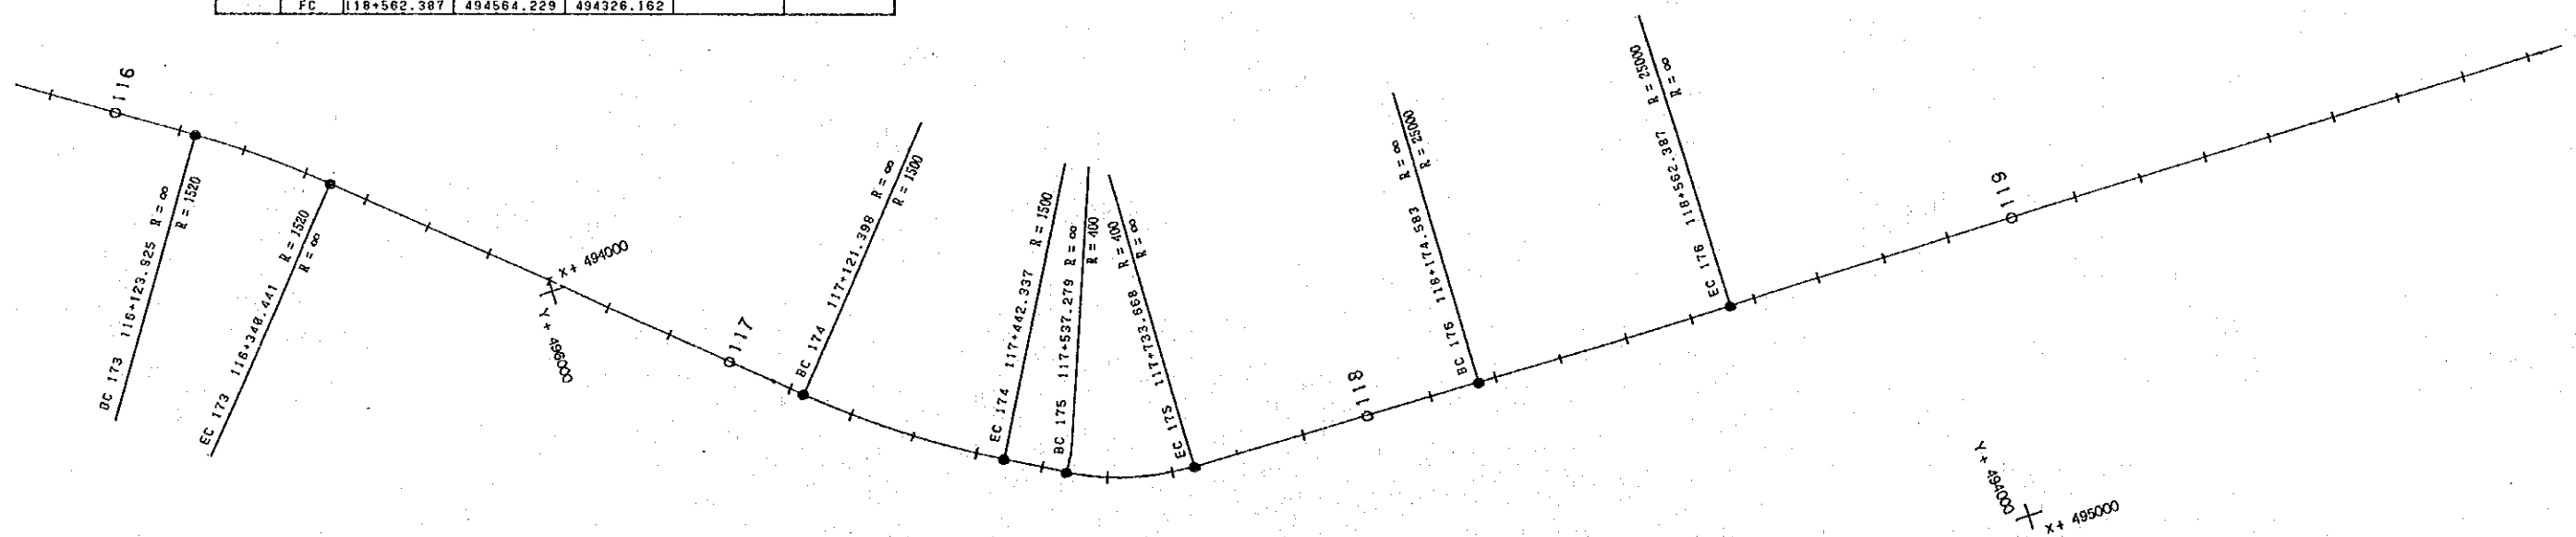 FC 118+562.387 494564.229 494326.162
116
BC 173 116+123.925 R = ∞
R = 1520
EC 173 116+340.441 R = 1520
R = ∞
X+ 494000
Y+ 496000
117
BC 174 117+121.398 R = ∞
R = 1500
EC 174 117+442.337 R = 1500
BC 175 117+537.279 R = ∞
R = 400
EC 175 117+733.668 R = 400
R = ∞
118
BC 176 118+174.583 R = ∞
R = 25000
EC 176 118+562.387 R = 25000
R = ∞
119
Y+ 494000
X+ 495000